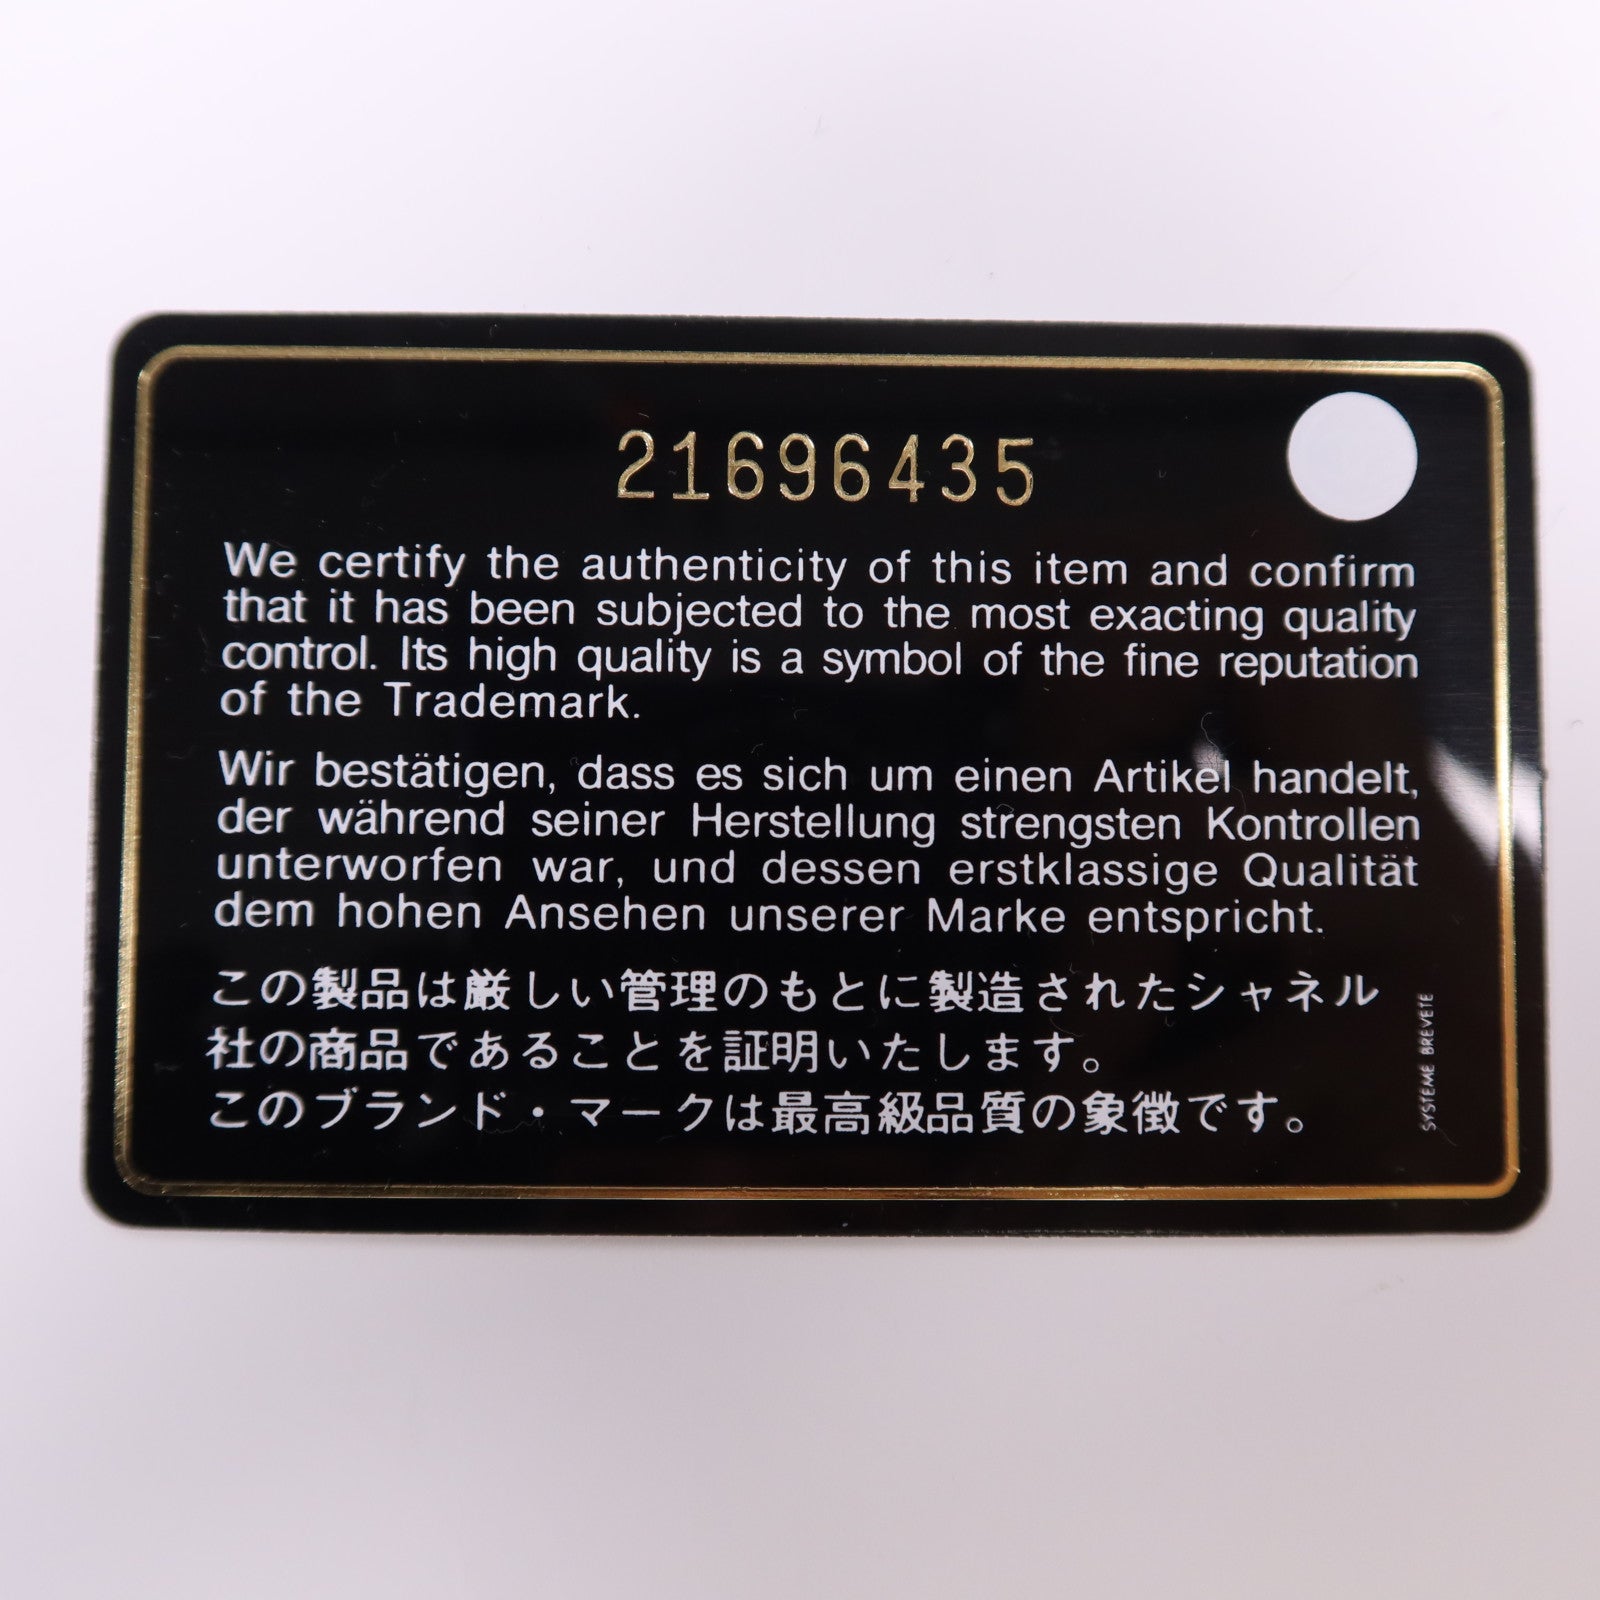 21696435
We certify the authenticity of this item and confirm
that it has been subjected to the most exacting quality
control. Its high quality is a symbol of the fine reputation
of the Trademark.
Wir bestätigen, dass es sich um einen Artikel handelt,
der während seiner Herstellung strengsten Kontrollen
unterworfen war, und dessen erstklassige Qualität
dem hohen Ansehen unserer Marke entspricht.
この製品は厳しい管理のもとに製造されたシャネル
社の商品であることを証明いたします。
このブランド・マークは最高級品質の象徴です。
SYSTEME BREVETE